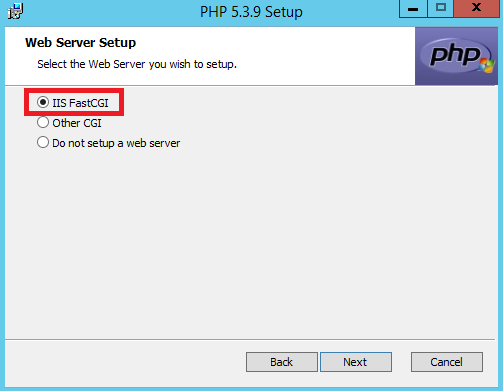 PHP 5.3.9 Setup
Web Server Setup
Select the Web Server you wish to setup.
php
IIS FastCGI
Other CGI
Do not setup a web server
Back
Next
Cancel